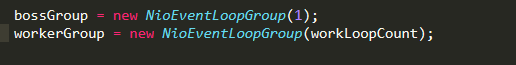 bossGroup = new NioEventLoopGroup(1);
workerGroup = new NioEventLoopGroup(workLoopCount);